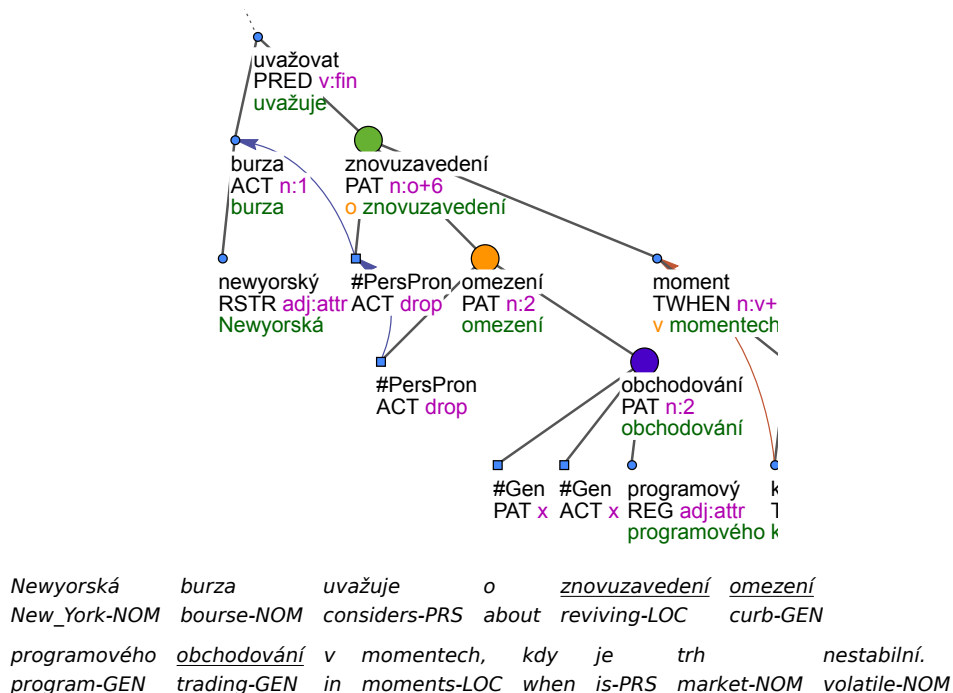 uvažovat
PRED v:fin
uvažuje
burza
ACT n:1
burza
znovuzavedení
PAT n:o+6
o znovuzavedení
newyorský
RSTR adj:attr
Newyorská
#PersPron
ACT drop
omezení
PAT n:2
omezení
moment
TWHEN n:v+
v momentech
#PersPron
ACT drop
obchodování
PAT n:2
obchodování
#Gen
PAT x
#Gen
ACT x
programový
REG adj:attr
programového
k
T
k
Newyorská burza uvažuje o znovuzavedení omezení
New_York-NOM bourse-NOM considers-PRS about reviving-LOC curb-GEN
programového obchodování v momentech, kdy je trh nestabilní.
program-GEN trading-GEN in moments-LOC when is-PRS market-NOM volatile-NOM